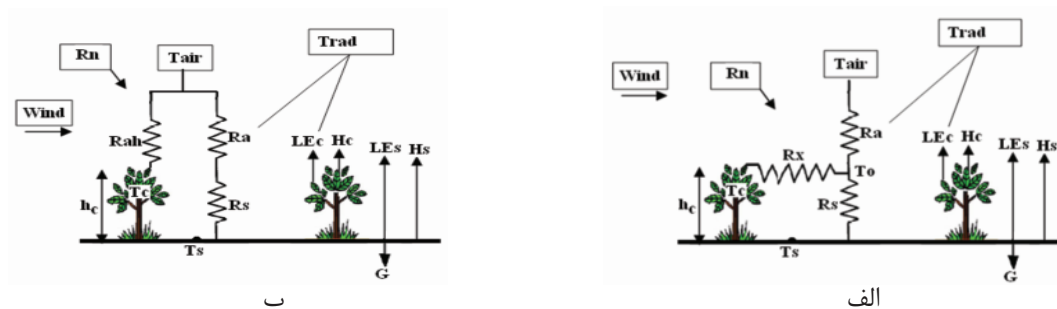 Rn Tair Trad
Wind
Rah Ra LEc Hc LEs Hs
Tc
hc Rs
Ts
G
ب
Trad
Wind Rn Tair
Ra LEc Hc LEs Hs
Rx
Tc To
hc Rs
Ts
G
الف